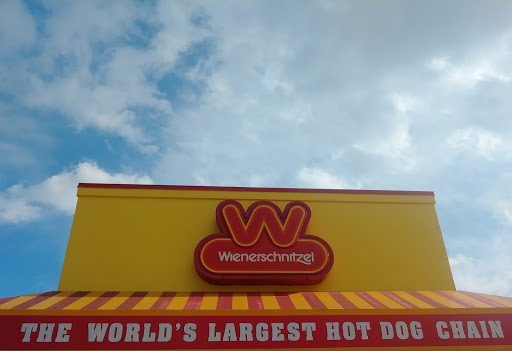 W
Wienerschnitzel
THE WORLD'S LARGEST HOT DOG CHAIN